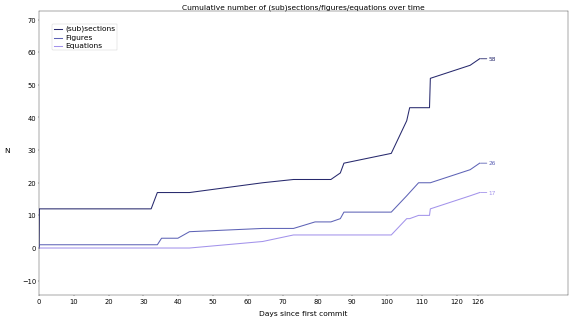 Cumulative number of (sub)sections/figures/equations over time
70
60
50
40
30
20
10
0
−10
N
(sub)sections
Figures
Equations
58
26
17
0 10 20 30 40 50 60 70 80 90 100 110 120 126
Days since first commit